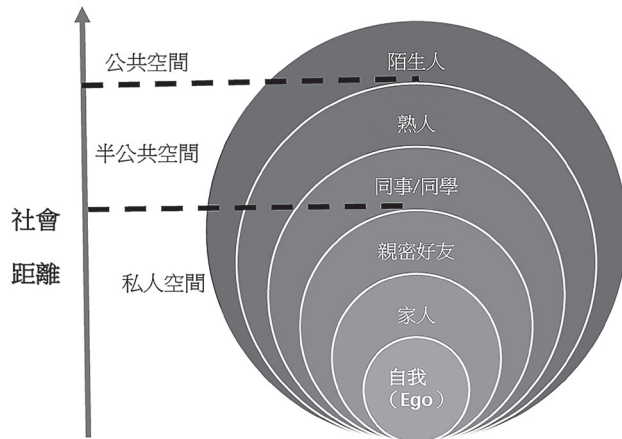 公共空間
陌生人
熟人
半公共空間
同事/同學
社會
距離
親密好友
私人空間
家人
自我
（Ego）